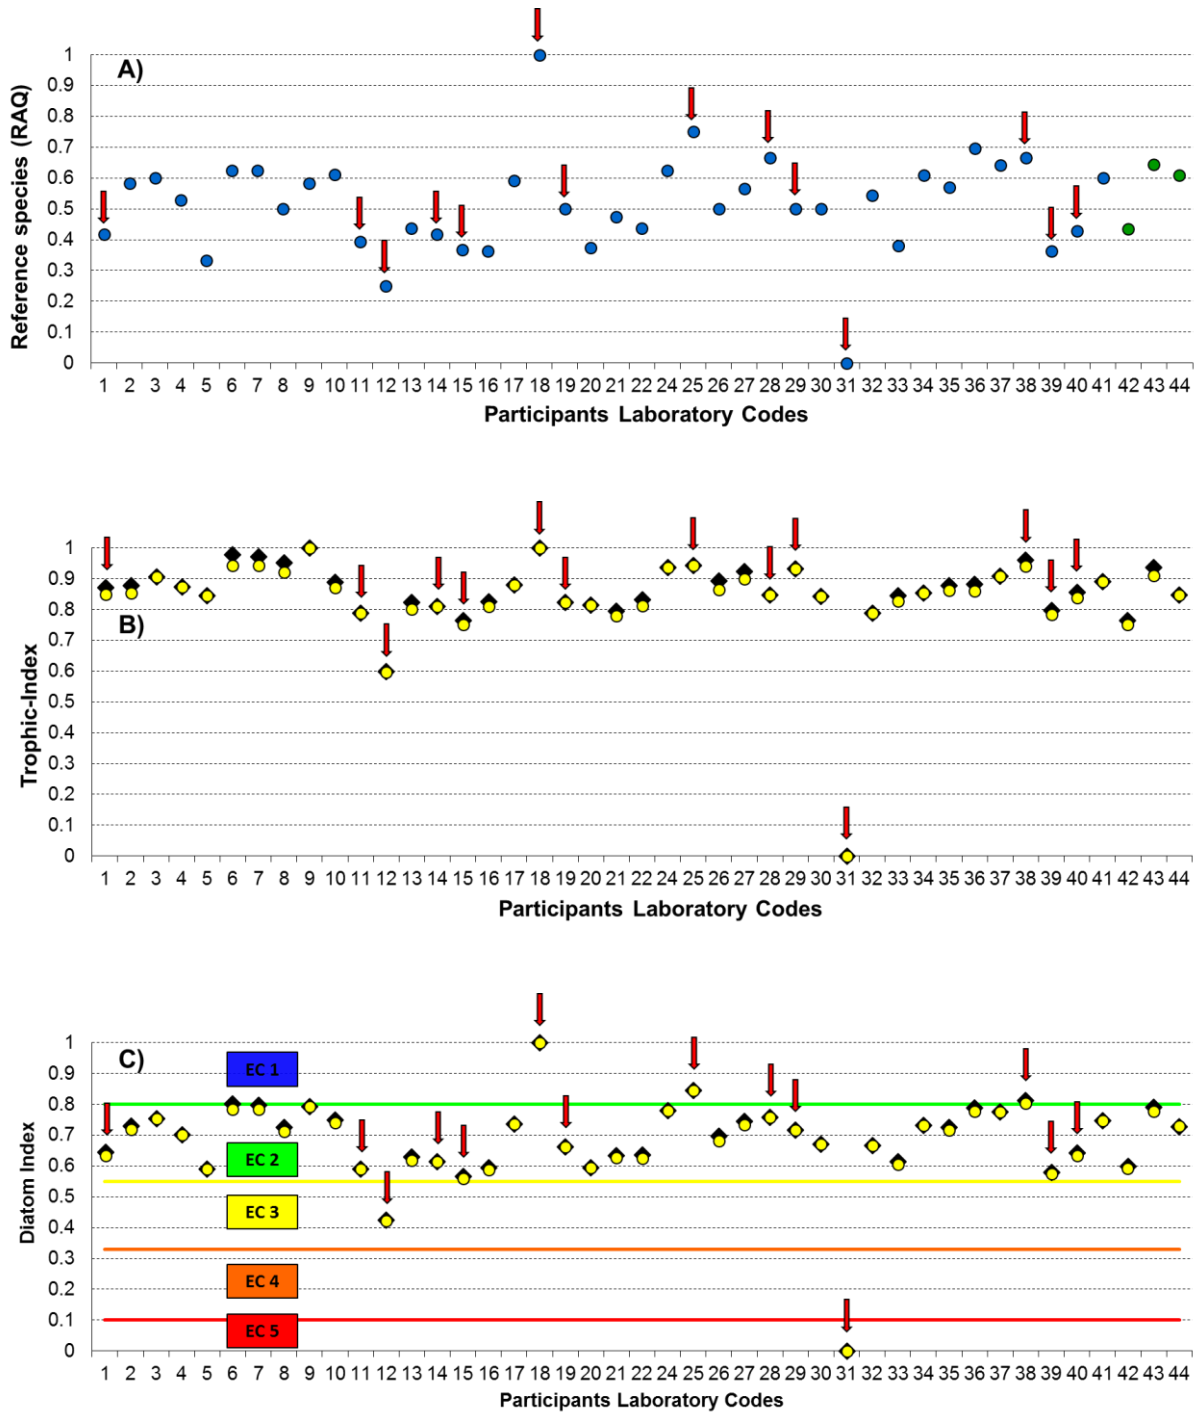 Reference species (RAQ)
A)
1
0.9
0.8
0.7
0.6
0.5
0.4
0.3
0.2
0.1
0
1 2 3 4 5 6 7 8 9 10 11 12 13 14 15 16 17 18 19 20 21 22 24 25 26 27 28 29 30 31 32 33 34 35 36 37 38 39 40 41 42 43 44
Participants Laboratory Codes
Trophic-Index
B)
1
0.9
0.8
0.7
0.6
0.5
0.4
0.3
0.2
0.1
0
1 2 3 4 5 6 7 8 9 10 11 12 13 14 15 16 17 18 19 20 21 22 24 25 26 27 28 29 30 31 32 33 34 35 36 37 38 39 40 41 42 43 44
Participants Laboratory Codes
Diatom Index
C)
1
0.9
0.8
0.7
0.6
0.5
0.4
0.3
0.2
0.1
0
EC 1
EC 2
EC 3
EC 4
EC 5
1 2 3 4 5 6 7 8 9 10 11 12 13 14 15 16 17 18 19 20 21 22 24 25 26 27 28 29 30 31 32 33 34 35 36 37 38 39 40 41 42 43 44
Participants Laboratory Codes